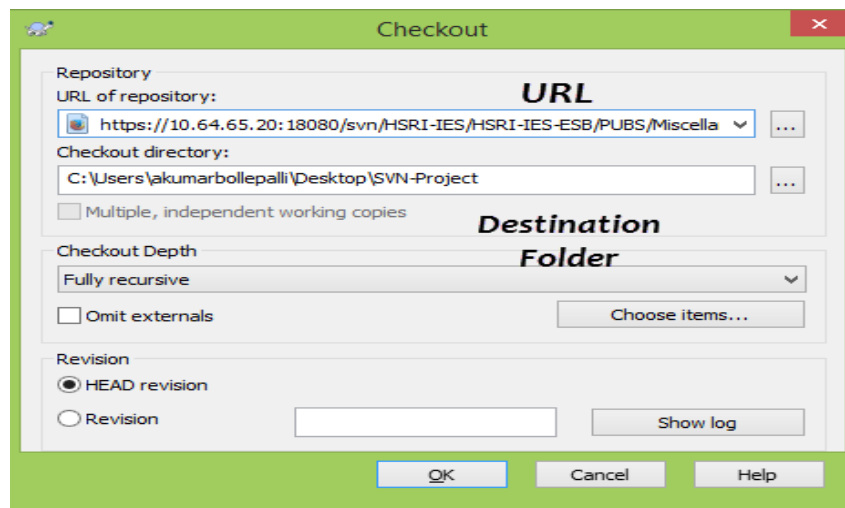 Checkout
Repository
URL of repository:
URL
https://10.64.65.20:18080/svn/HSRI-IES/HSRI-IES-ESB/PUBS/Miscella
...
Checkout directory:
C:\Users\akumarbollepalli\Desktop\SVN-Project
...
Multiple, independent working copies
Destination
Folder
Checkout Depth
Fully recursive
Omit externals
Choose items...
Revision
HEAD revision
Revision
Show log
OK
Cancel
Help